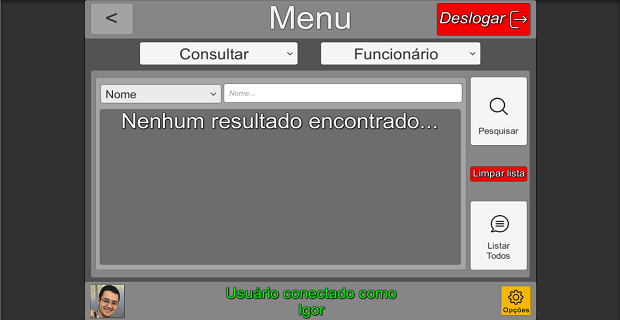 <
Menu
Deslogar
Consultar
Funcionário
Nome
Nome...
Pesquisar
Nenhum resultado encontrado...
Limpar lista
Listar
Todos
Usuário conectado como
Igor
Opções